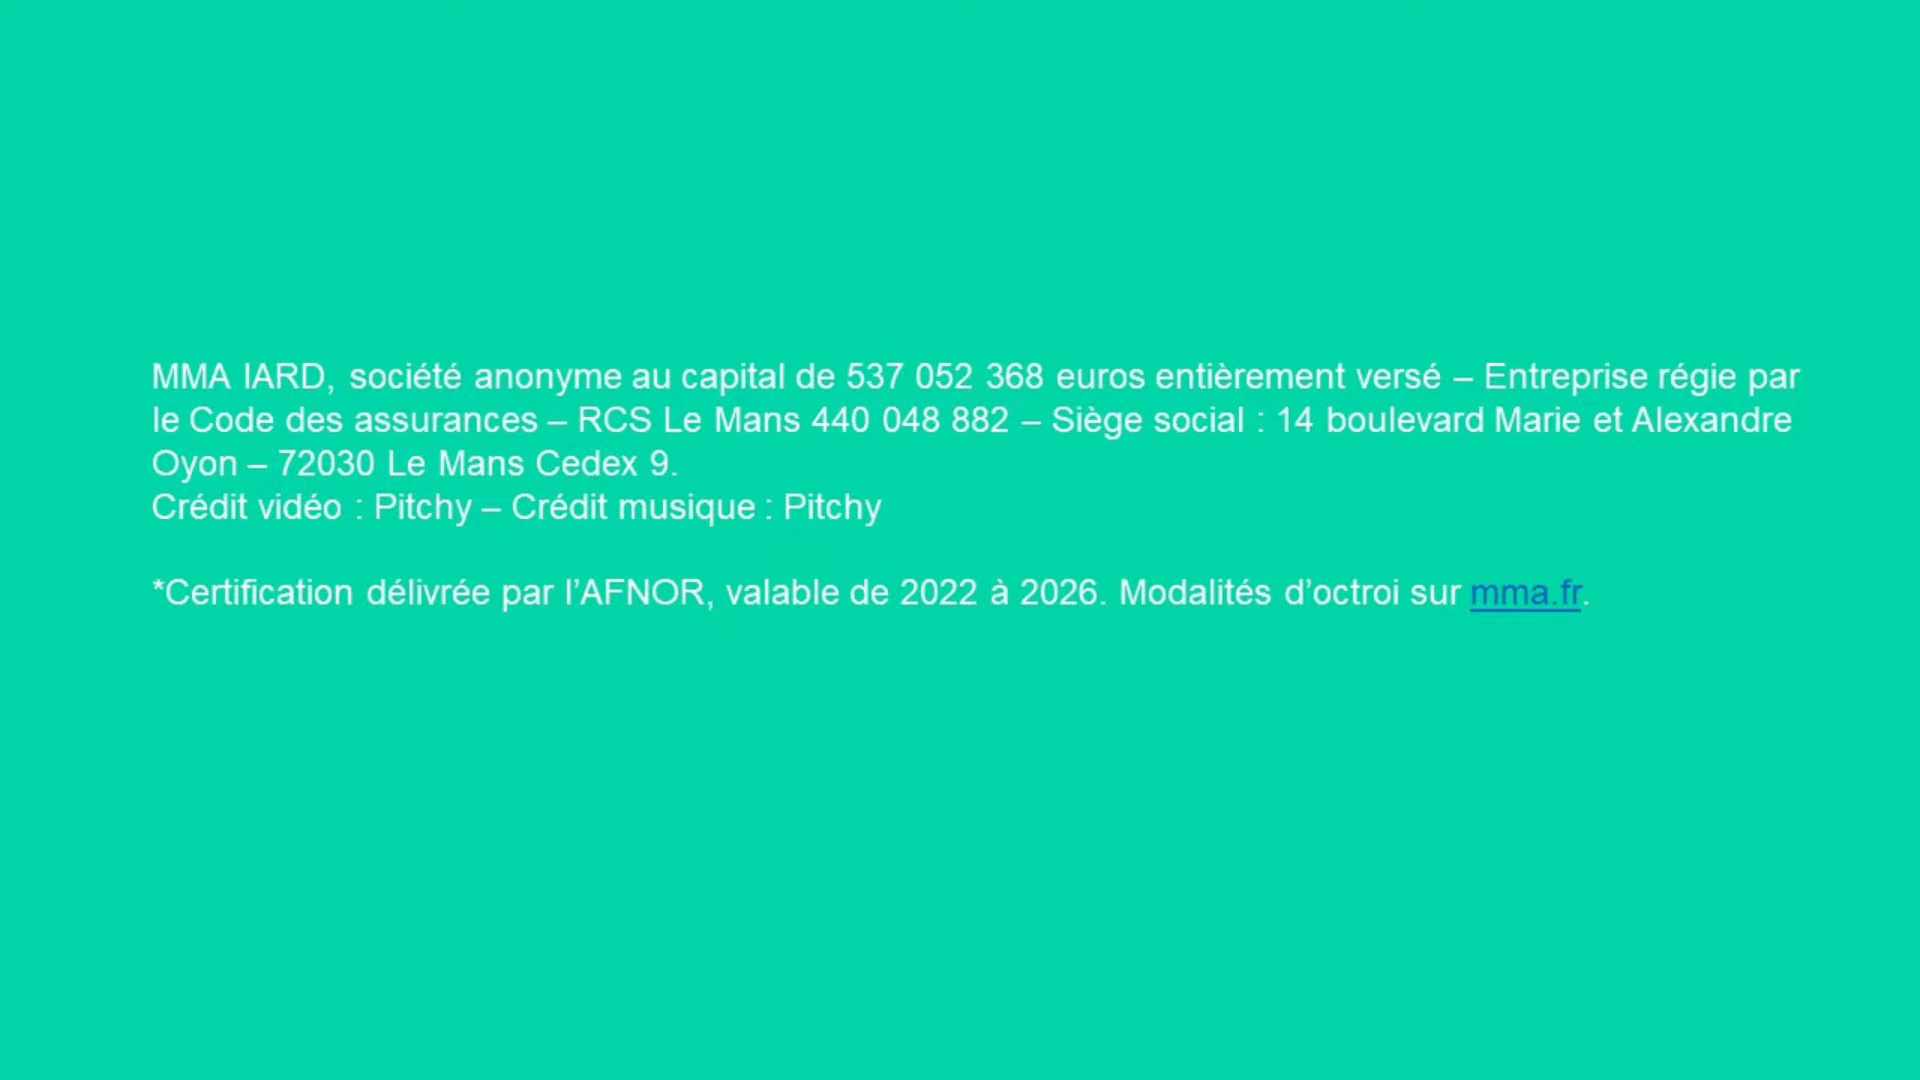 MMA IARD, société anonyme au capital de 537 052 368 euros entièrement versé – Entreprise régie par
le Code des assurances – RCS Le Mans 440 048 882 – Siège social : 14 boulevard Marie et Alexandre
Oyon – 72030 Le Mans Cedex 9.
Crédit vidéo : Pitchy – Crédit musique : Pitchy
*Certification délivrée par l’AFNOR, valable de 2022 à 2026. Modalités d’octroi sur mma.fr.